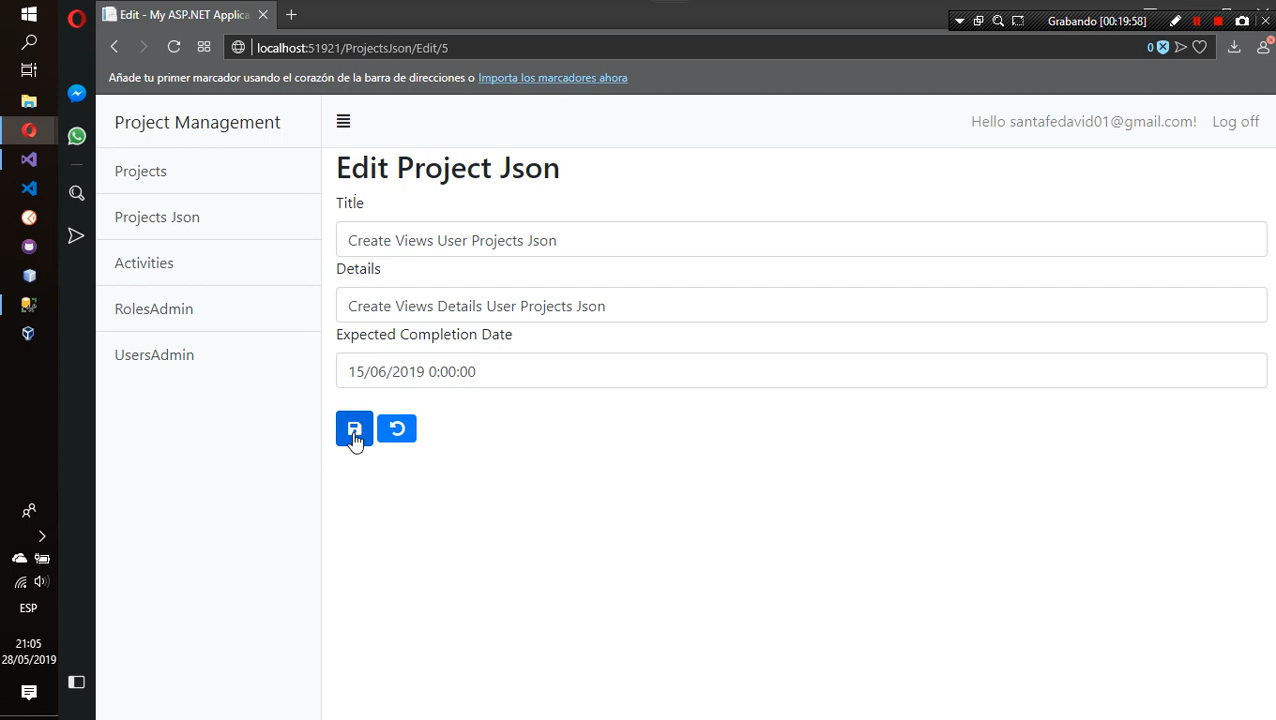 Edit - My ASP.NET Applica
Grabando [00:19:58]
localhost:51921/ProjectsJson/Edit/5
0
Añade tu primer marcador usando el corazón de la barra de direcciones o Importa los marcadores ahora
Project Management
Hello santafedavid01@gmail.com!
Log off
Projects
Projects Json
Activities
RolesAdmin
UsersAdmin
Edit Project Json
Title
Create Views User Projects Json
Details
Create Views Details User Projects Json
Expected Completion Date
15/06/2019 0:00:00
ESP
21:05
28/05/2019